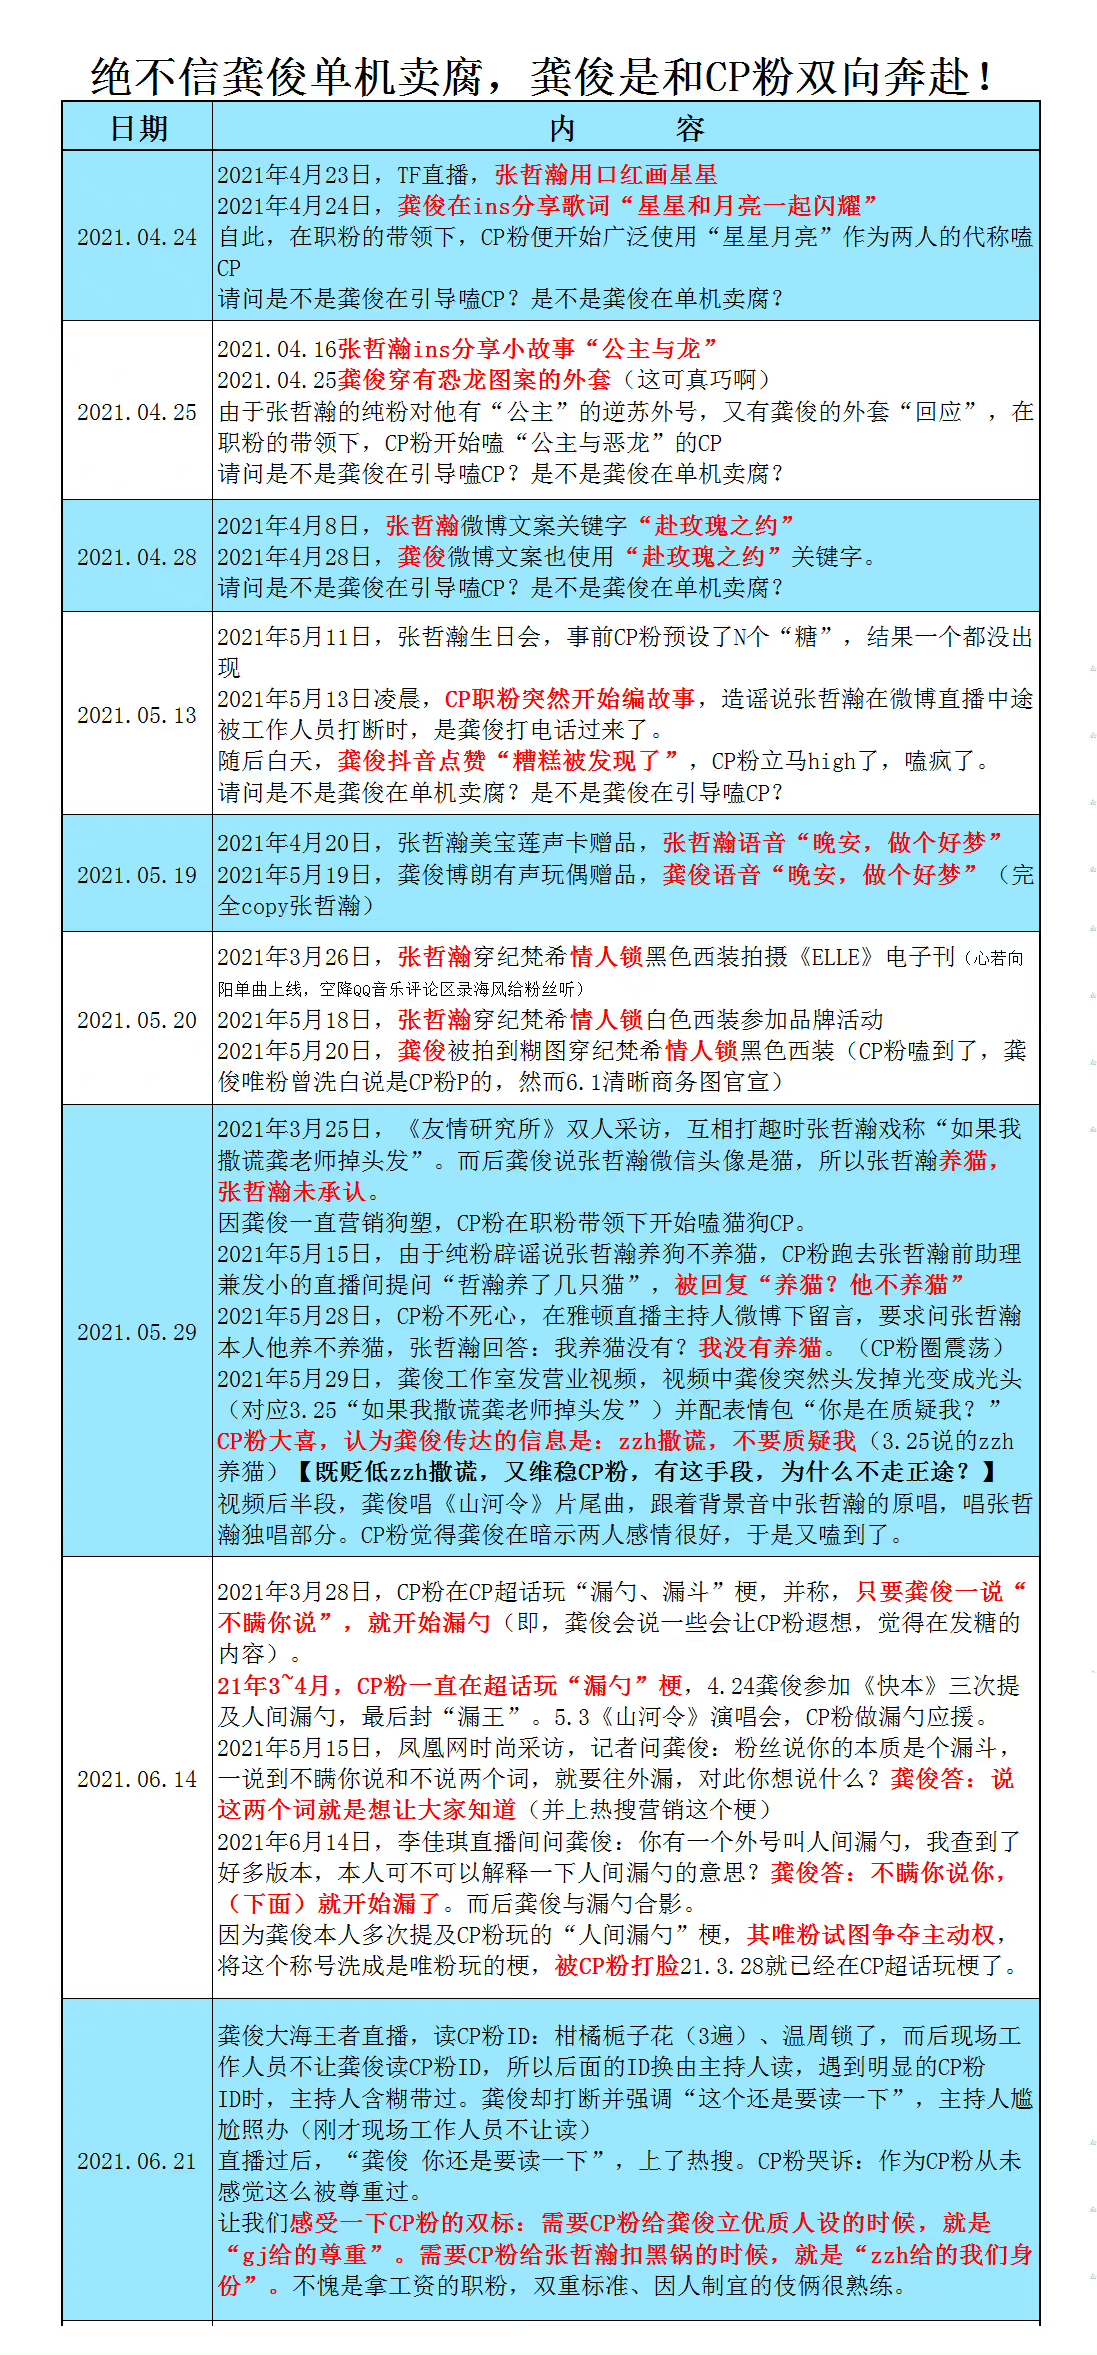 绝不信龚俊单机卖腐，龚俊是和CP粉双向奔赴！
日期
内 容
2021.04.24
2021年4月23日，TF直播，张哲瀚用口红画星星
2021年4月24日，龚俊在ins分享歌词“星星和月亮一起闪耀”
自此，在职粉的带领下，CP粉便开始广泛使用“星星月亮”作为两人的代称嗑
CP
请问是不是龚俊在引导嗑CP？是不是龚俊在单机卖腐？
2021.04.25
2021.04.16张哲瀚ins分享小故事“公主与龙”
2021.04.25龚俊穿有恐龙图案的外套（这可真巧啊）
由于张哲瀚的纯粉对他有“公主”的逆苏外号，又有龚俊的外套“回应”，在
职粉的带领下，CP粉开始嗑“公主与恶龙”的CP
请问是不是龚俊在引导嗑CP？是不是龚俊在单机卖腐？
2021.04.28
2021年4月8日，张哲瀚微博文案关键字“赴玫瑰之约”
2021年4月28日，龚俊微博文案也使用“赴玫瑰之约”关键字。
请问是不是龚俊在引导嗑CP？是不是龚俊在单机卖腐？
2021.05.13
2021年5月11日，张哲瀚生日会，事前CP粉预设了N个“糖”，结果一个都没出
现
2021年5月13日凌晨，CP职粉突然开始编故事，造谣说张哲瀚在微博直播中途
被工作人员打断时，是龚俊打电话过来了。
随后白天，龚俊抖音点赞“糟糕被发现了”，CP粉立马high了，嗑疯了。
请问是不是龚俊在单机卖腐？是不是龚俊在引导嗑CP？
2021.05.19
2021年4月20日，张哲瀚美宝莲声卡赠品，张哲瀚语音“晚安，做个好梦”
2021年5月19日，龚俊博朗有声玩偶赠品，龚俊语音“晚安，做个好梦”（完
全copy张哲瀚）
2021.05.20
2021年3月26日，张哲瀚穿纪梵希情人锁黑色西装拍摄《ELLE》电子刊（心若向
阳单曲上线，空降QQ音乐评论区录海风给粉丝听）
2021年5月18日，张哲瀚穿纪梵希情人锁白色西装参加品牌活动
2021年5月20日，龚俊被拍到糊图穿纪梵希情人锁黑色西装（CP粉嗑到了，龚
俊唯粉曾洗白说是CP粉P的，然而6.1清晰商务图官宣）
2021.05.29
2021年3月25日，《友情研究所》双人采访，互相打趣时张哲瀚戏称“如果我
撒谎龚老师掉头发”。而后龚俊说张哲瀚微信头像是猫，所以张哲瀚养猫，
张哲瀚未承认。
因龚俊一直营销狗塑，CP粉在职粉带领下开始嗑猫狗CP。
2021年5月15日，由于纯粉辟谣说张哲瀚养狗不养猫，CP粉跑去张哲瀚前助理
兼发小的直播间提问“哲瀚养了几只猫”，被回复“养猫？他不养猫”
2021年5月28日，CP粉不死心，在雅顿直播主持人微博下留言，要求问张哲瀚
本人他养不养猫，张哲瀚回答：我养猫没有？我没有养猫。（CP粉圈震荡）
2021年5月29日，龚俊工作室发营业视频，视频中龚俊突然头发掉光变成光头
（对应3.25“如果我撒谎龚老师掉头发”）并配表情包“你是在质疑我？”
CP粉大喜，认为龚俊传达的信息是：zzh撒谎，不要质疑我（3.25说的zzh
养猫）【既贬低zzh撒谎，又维稳CP粉，有这手段，为什么不走正途？】
视频后半段，龚俊唱《山河令》片尾曲，跟着背景音中张哲瀚的原唱，唱张哲
瀚独唱部分。CP粉觉得龚俊在暗示两人感情很好，于是又嗑到了。
2021.06.14
2021年3月28日，CP粉在CP超话玩“漏勺、漏斗”梗，并称，只要龚俊一说“
不瞒你说”，就开始漏勺（即，龚俊会说一些会让CP粉遐想，觉得在发糖的
内容）。
21年3~4月，CP粉一直在超话玩“漏勺”梗，4.24龚俊参加《快本》三次提
及人间漏勺，最后封“漏王”。5.3《山河令》演唱会，CP粉做漏勺应援。
2021年5月15日，凤凰网时尚采访，记者问龚俊：粉丝说你的本质是个漏斗，
一说到不瞒你说和不说两个词，就要往外漏，对此你想说什么？龚俊答：说
这两个词就是想让大家知道（并上热搜营销这个梗）
2021年6月14日，李佳琪直播间问龚俊：你有一个外号叫人间漏勺，我查到了
好多版本，本人可不可以解释一下人间漏勺的意思？龚俊答：不瞒你说你，
（下面）就开始漏了。而后龚俊与漏勺合影。
因为龚俊本人多次提及CP粉玩的“人间漏勺”梗，其唯粉试图争夺主动权，
将这个称号洗成是唯粉玩的梗，被CP粉打脸21.3.28就已经在CP超话玩梗了。
2021.06.21
龚俊大海王者直播，读CP粉ID：柑橘栀子花（3遍）、温周锁了，而后现场工
作人员不让龚俊读CP粉ID，所以后面的ID换由主持人读，遇到明显的CP粉
ID时，主持人含糊带过。龚俊却打断并强调“这个还是要读一下”，主持人尴
尬照办（刚才现场工作人员不让读）
直播过后，“龚俊 你还是要读一下”，上了热搜。CP粉哭诉：作为CP粉从未
感觉这么被尊重过。
让我们感受一下CP粉的双标：需要CP粉给龚俊立优质人设的时候，就是
“gj给的尊重”。需要CP粉给张哲瀚扣黑锅的时候，就是“zzh给的我们身
份”。不愧是拿工资的职粉，双重标准、因人制宜的伎俩很熟练。